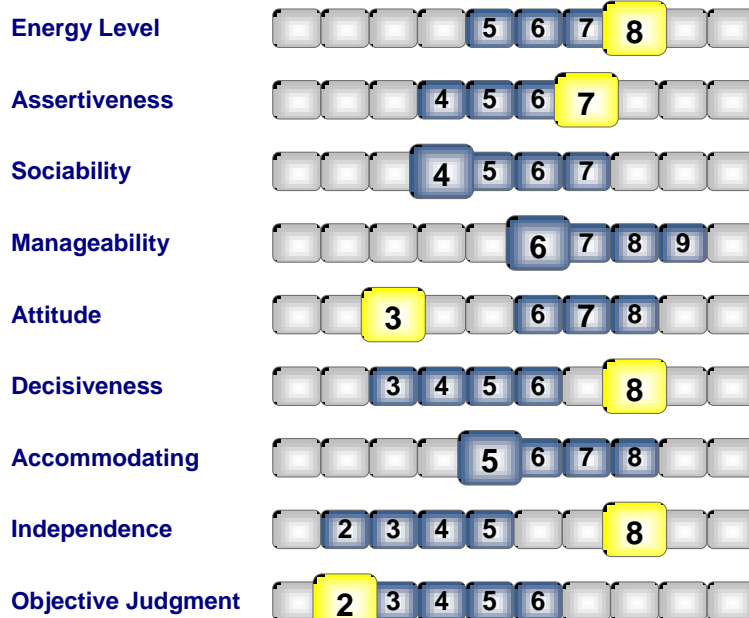 Energy Level 5 6 7 8
Assertiveness 4 5 6 7
Sociability 4 5 6 7
Manageability 6 7 8 9
Attitude 3 6 7 8
Decisiveness 3 4 5 6 8
Accommodating 5 6 7 8
Independence 2 3 4 5 8
Objective Judgment 2 3 4 5 6